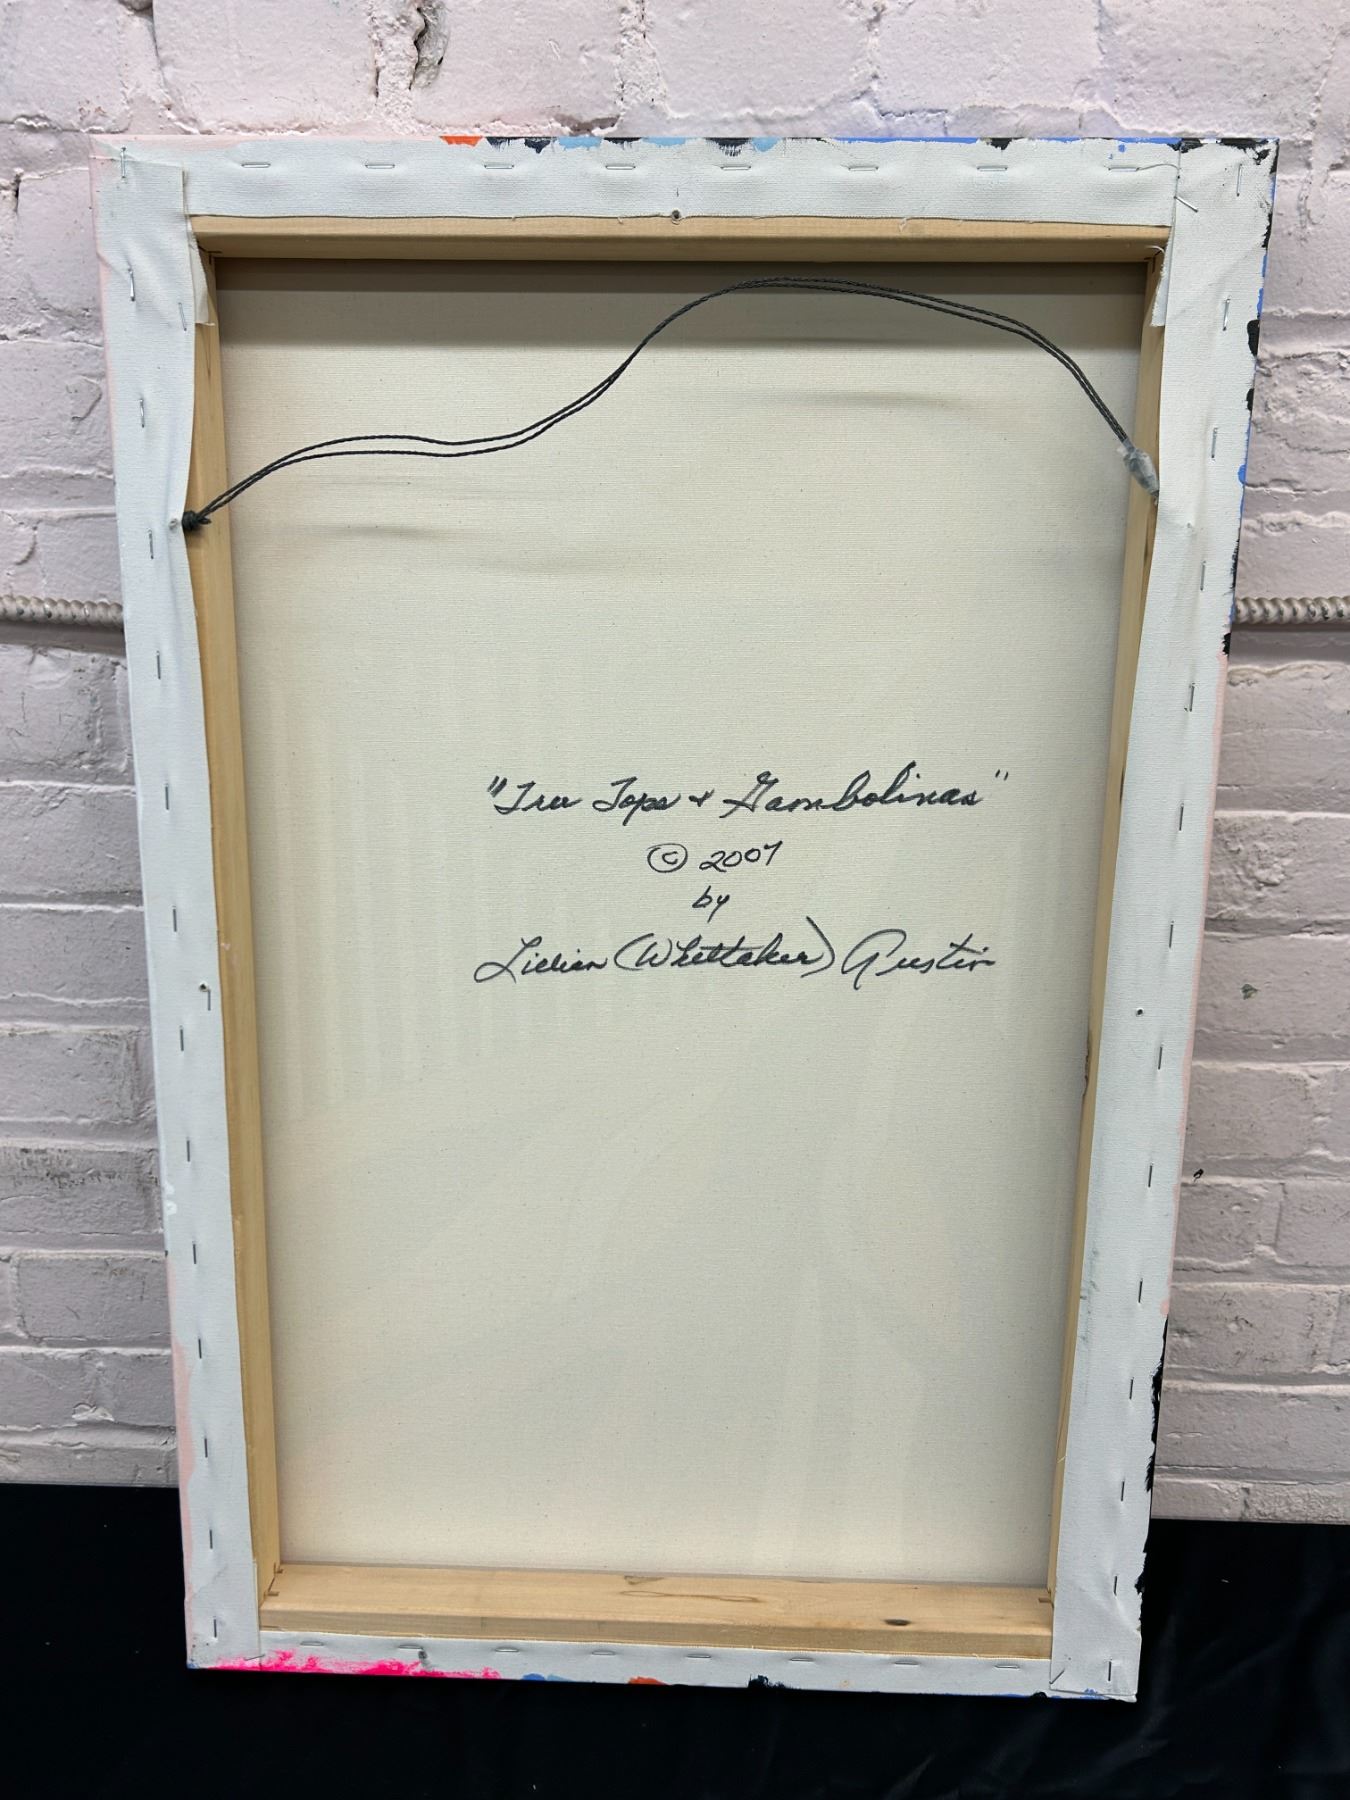 "Tree Tops & Gambolinas"
© 2007
by
Lillian (Whittaker) Austin